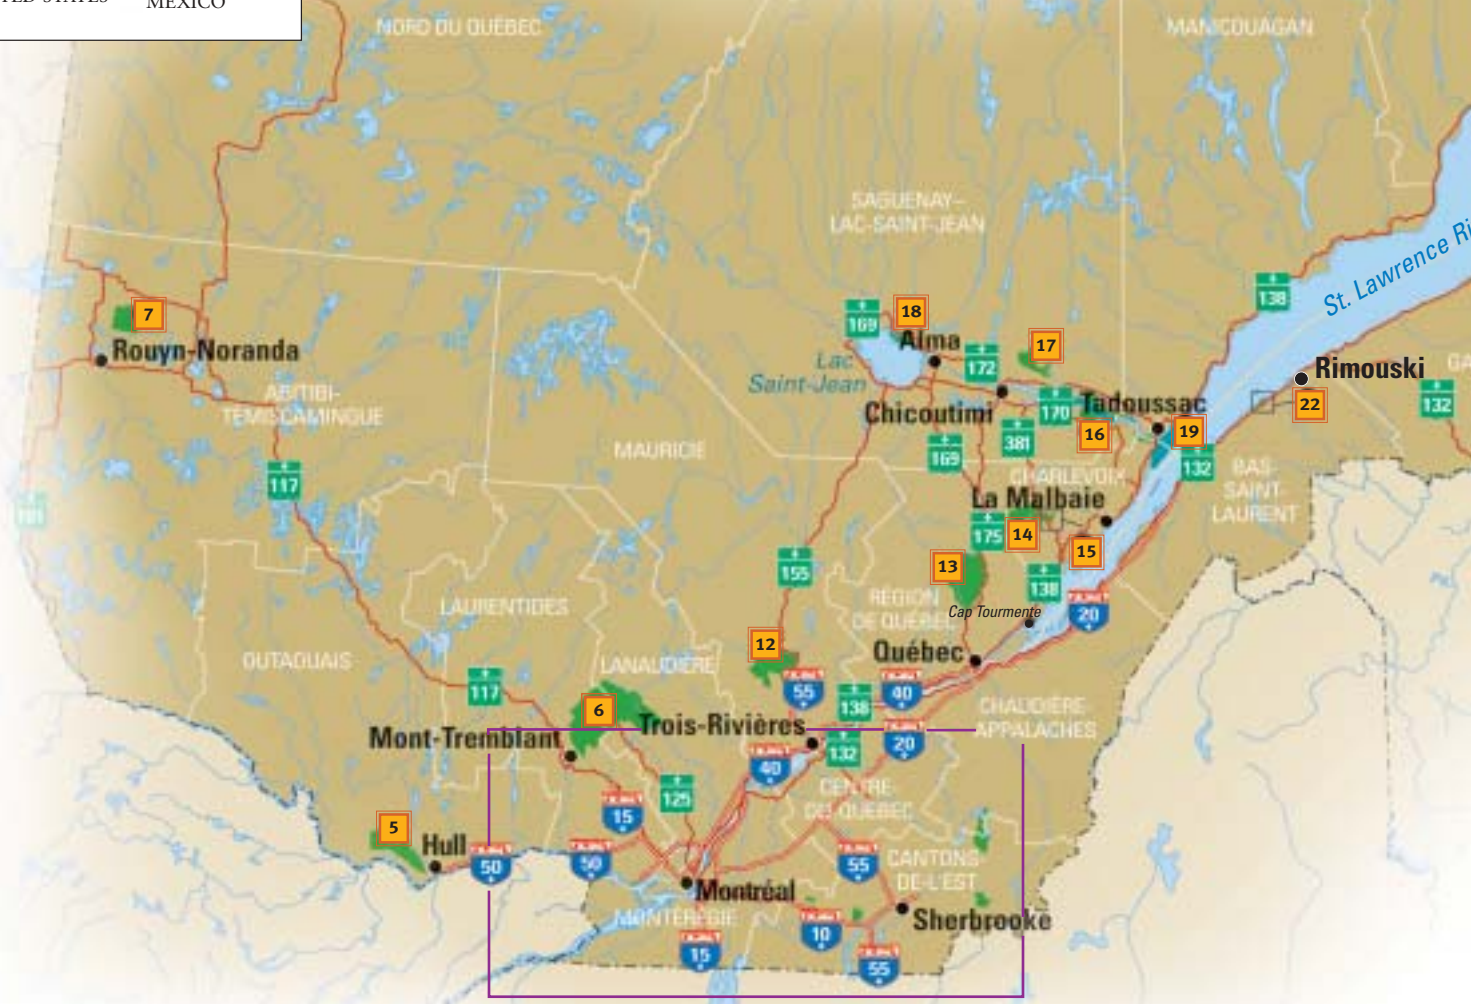 MEXICO
NORD DU QUÉBEC
MANICOUAGAN
SAGUENAY–
LAC-SAINT-JEAN
St. Lawrence
138
7
Rouyn-Noranda
ABITIBI-
TÉMISCAMINGUE
169
18
Alma
172
17
Lac
Saint-Jean
Rimouski
22
132
Chicoutimi
170
Tadoussac
16
19
381
169
132
MAURICIE
CHARLEVOIX
BAS-
SAINT-
LAURENT
117
La Malbaie
175
14
15
155
13
138
20
LAURENTIDES
RÉGION
DE QUÉBEC
Cap Tourmente
OUTAOUAIS
LANAUDIÈRE
12
Québec
117
55
40
138
6
CHAUDIÈRE-
APPALACHES
Mont-Tremblant
Trois-Rivières
132
20
40
125
15
CENTRE-
DU-QUÉBEC
5
Hull
50
50
55
CANTONS-
DE-L'EST
Montréal
MONTÉRÉGIE
Sherbrooke
10
15
55